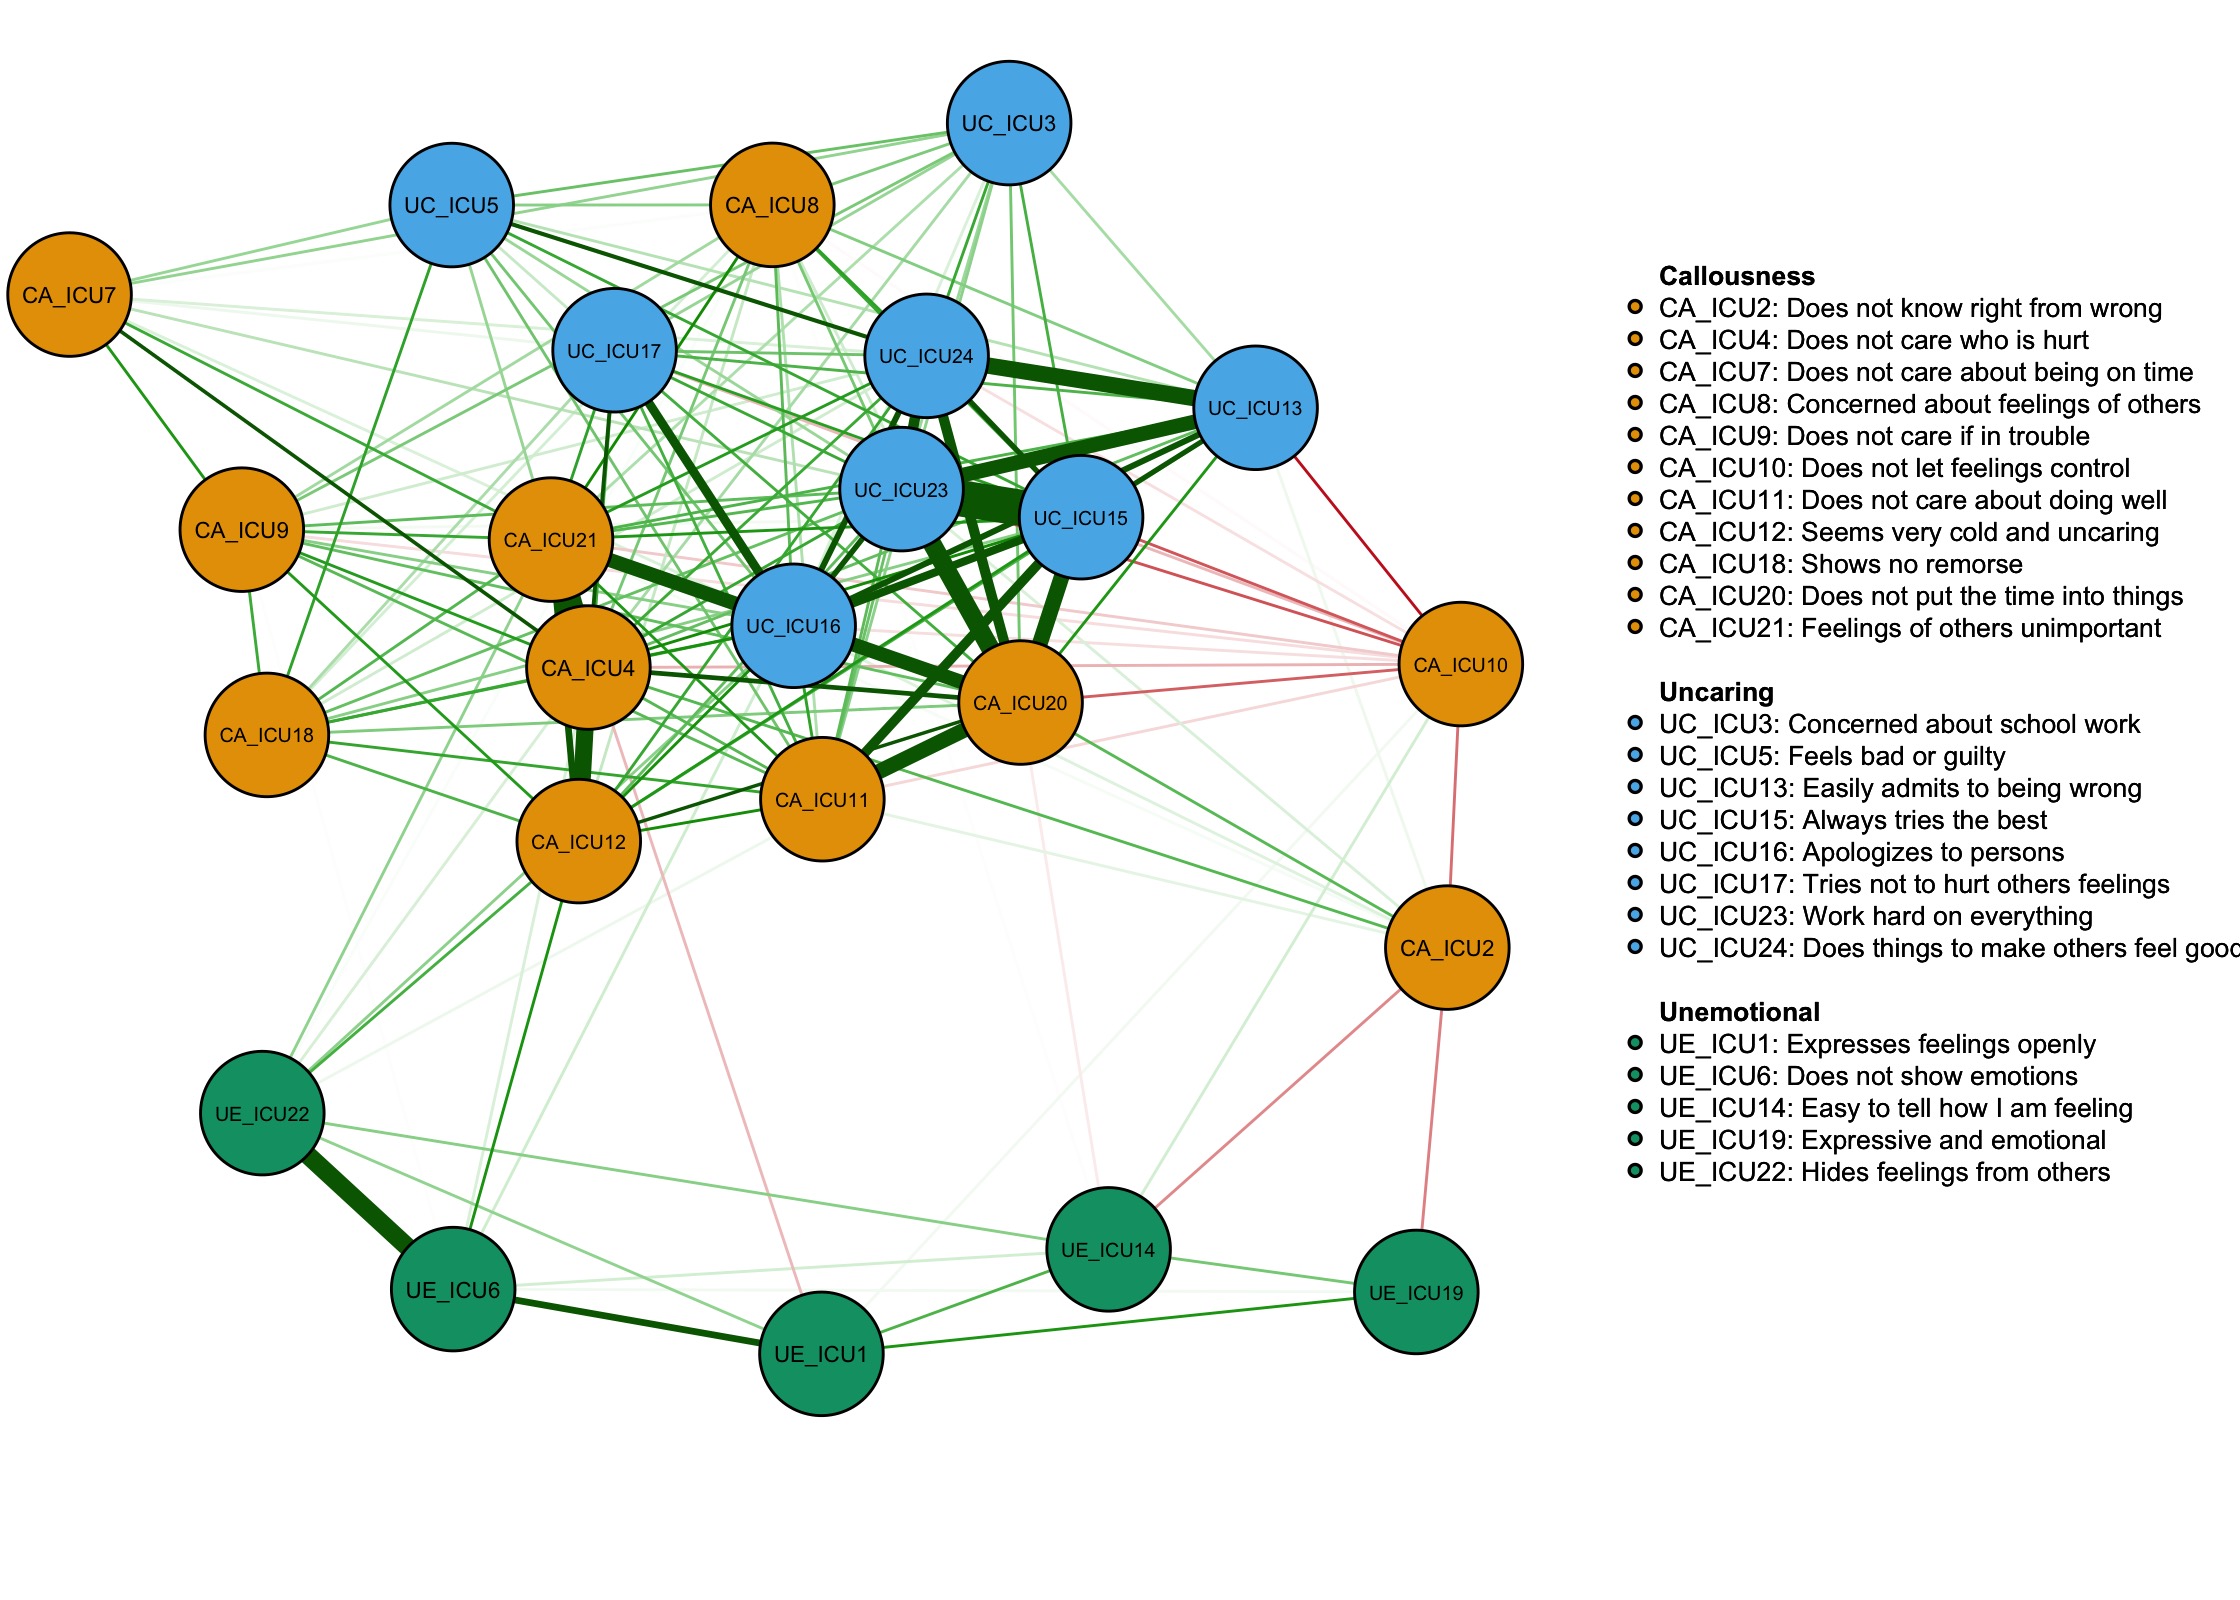 UC_ICU3
UC_ICU5
CA_ICU8
CA_ICU7
UC_ICU17
UC_ICU24
UC_ICU13
UC_ICU23
UC_ICU15
CA_ICU9
CA_ICU21
UC_ICU16
CA_ICU4
CA_ICU10
CA_ICU20
CA_ICU18
CA_ICU11
CA_ICU12
CA_ICU2
UE_ICU22
UE_ICU14
UE_ICU6
UE_ICU19
UE_ICU1
Callousness
CA_ICU2: Does not know right from wrong
CA_ICU4: Does not care who is hurt
CA_ICU7: Does not care about being on time
CA_ICU8: Concerned about feelings of others
CA_ICU9: Does not care if in trouble
CA_ICU10: Does not let feelings control
CA_ICU11: Does not care about doing well
CA_ICU12: Seems very cold and uncaring
CA_ICU18: Shows no remorse
CA_ICU20: Does not put the time into things
CA_ICU21: Feelings of others unimportant
Uncaring
UC_ICU3: Concerned about school work
UC_ICU5: Feels bad or guilty
UC_ICU13: Easily admits to being wrong
UC_ICU15: Always tries the best
UC_ICU16: Apologizes to persons
UC_ICU17: Tries not to hurt others feelings
UC_ICU23: Work hard on everything
UC_ICU24: Does things to make others feel good
Unemotional
UE_ICU1: Expresses feelings openly
UE_ICU6: Does not show emotions
UE_ICU14: Easy to tell how I am feeling
UE_ICU19: Expressive and emotional
UE_ICU22: Hides feelings from others